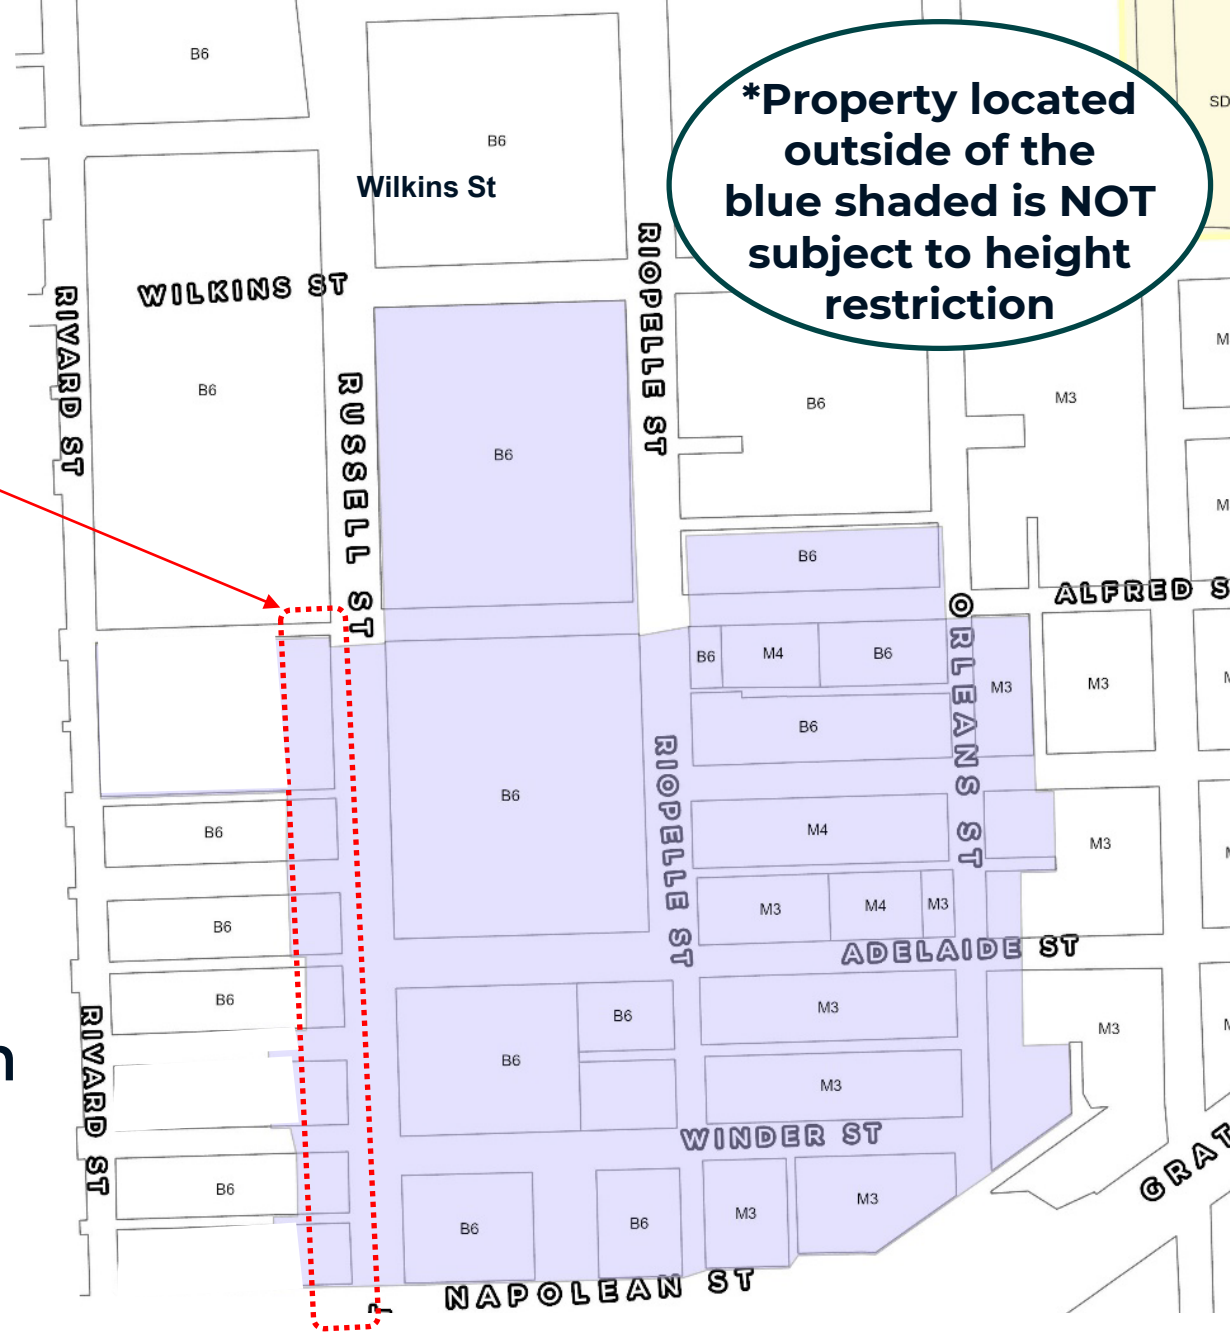 B6
*Property located
outside of the
blue shaded is NOT
subject to height
restriction
SD
B6
Wilkins St
WILKINS ST
RIVARD ST
RIOPELLE ST
RUSSELL ST
B6
B6
B6
M3
M
M
B6
ALFRED S
ORLEANS ST
B6
M4
B6
M3
M3
B6
RIOPELLE ST
B6
B6
M4
M3
B6
M3
M4
M3
ADELAIDE ST
B6
B6
M3
M3
RIVARD ST
n
B6
M3
WINDER ST
GRAT
B6
B6
B6
M3
M3
NAPOLEAN ST